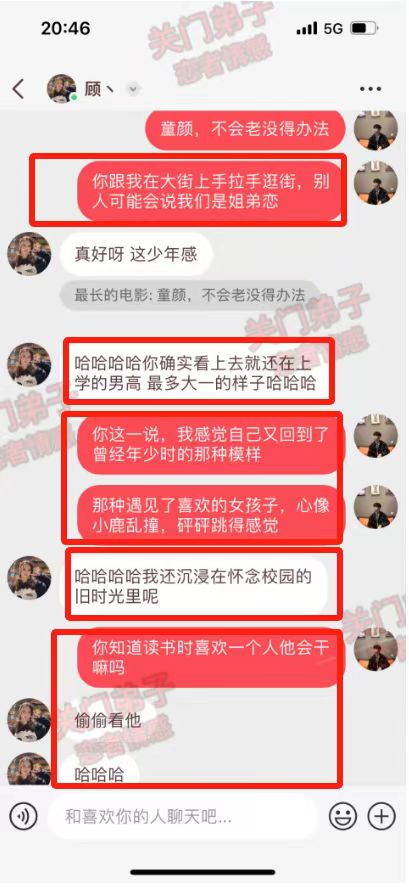 20:46
5G
关门弟子
恋者情感
顾丶
童颜，不会老没得办法
你跟我在大街上手拉手逛街，别
人可能会说我们是姐弟恋
真好呀 这少年感
最长的电影: 童颜，不会老没得办法
关门弟子
恋者情感
哈哈哈哈你确实看上去就还在上
学的男高 最多大一的样子哈哈哈
关门弟子
恋者情感
你这一说，我感觉自己又回到了
曾经年少时的那种模样
那种遇见了喜欢的女孩子，心像
小鹿乱撞，砰砰跳得感觉
哈哈哈哈我还沉浸在怀念校园的
旧时光里呢
你知道读书时喜欢一个人他会干
嘛吗
关门弟子
恋者情感
偷偷看他
哈哈哈
和喜欢你的人聊天吧...